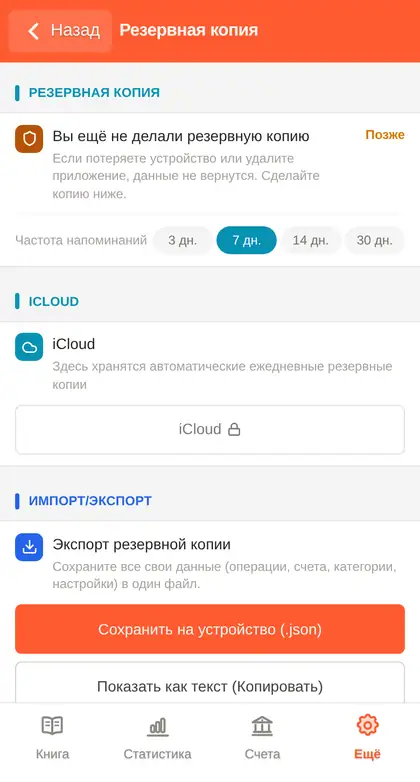 Назад
Резервная копия
РЕЗЕРВНАЯ КОПИЯ
Вы ещё не делали резервную копию
Позже
Если потеряете устройство или удалите
приложение, данные не вернутся. Сделайте
копию ниже.
Частота напоминаний
3 дн.
7 дн.
14 дн.
30 дн.
ICLOUD
iCloud
Здесь хранятся автоматические ежедневные резервные
копии
iCloud
ИМПОРТ/ЭКСПОРТ
Экспорт резервной копии
Сохраните все свои данные (операции, счета, категории,
настройки) в один файл.
Сохранить на устройство (.json)
Показать как текст (Копировать)
Книга
Статистика
Счета
Ещё